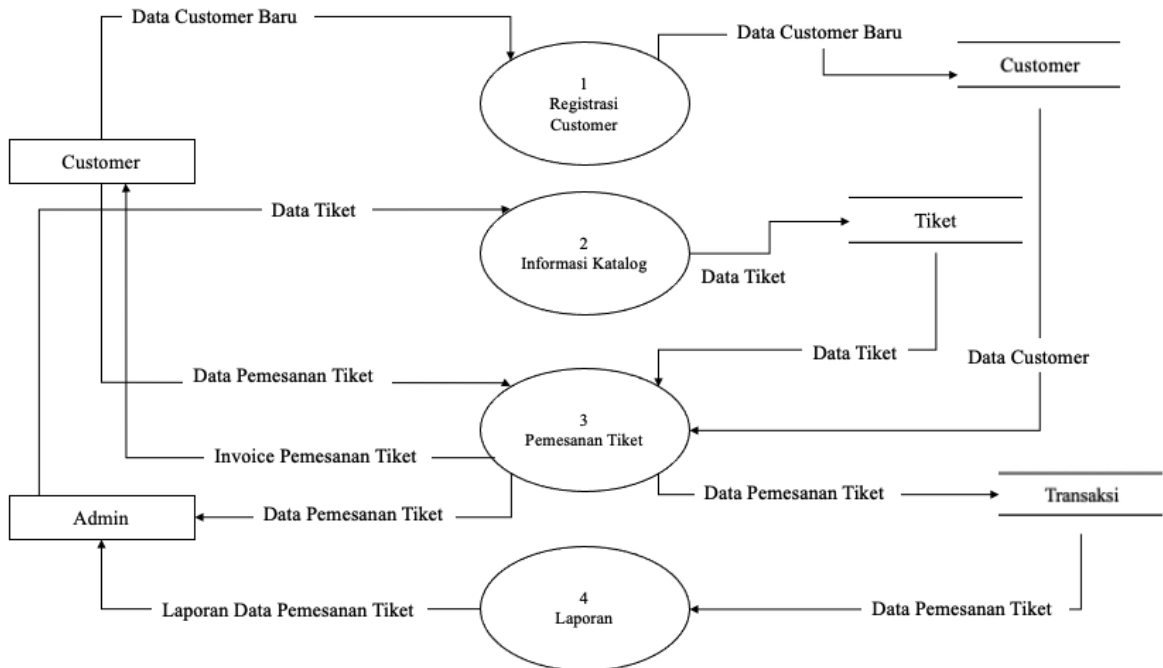 Data Customer Baru
Data Customer Baru
Customer
1
Registrasi
Customer
Customer
Data Tiket
2
Informasi Katalog
Tiket
Data Tiket
Data Tiket
Data Customer
Data Pemesanan Tiket
3
Pemesanan Tiket
Invoice Pemesanan Tiket
Data Pemesanan Tiket
Transaksi
Admin
Data Pemesanan Tiket
4
Laporan
Laporan Data Pemesanan Tiket
Data Pemesanan Tiket